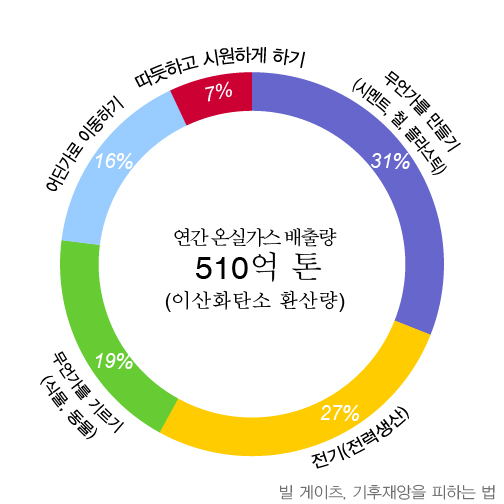 따듯하고 시원하게 하기
7%
무언가를 만들기
(시멘트, 철, 플라스틱)
31%
어딘가로 이동하기
16%
연간 온실가스 배출량
510억 톤
(이산화탄소 환산량)
무언가를 기르기
(식물, 동물)
19%
27%
전기(전력생산)
빌 게이츠, 기후재앙을 피하는 법